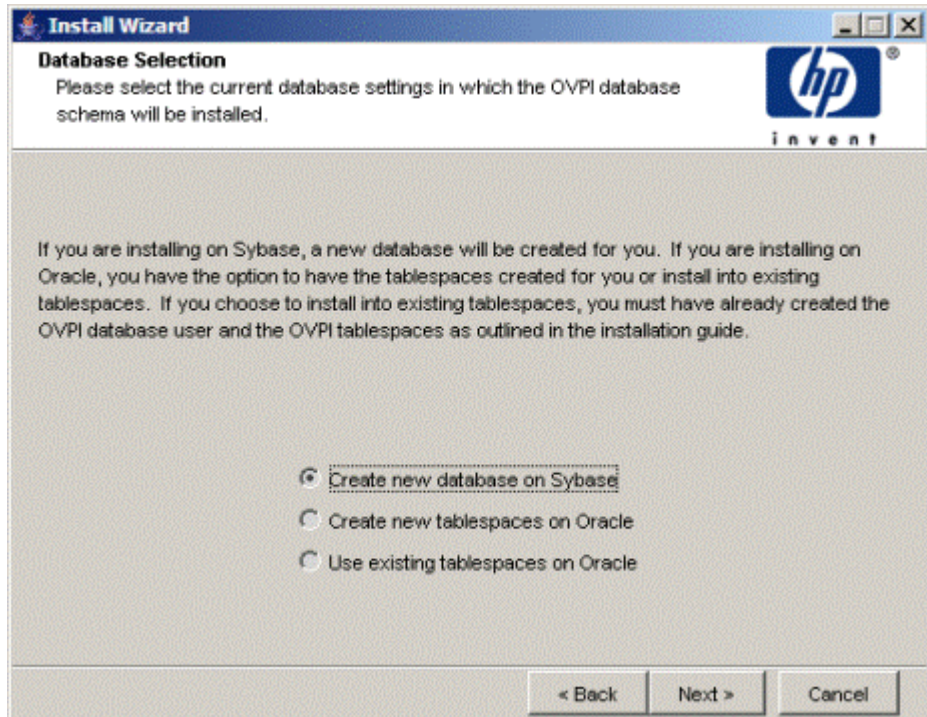 Install Wizard
Database Selection
Please select the current database settings in which the OVPI database
schema will be installed.
hp
®
invent
If you are installing on Sybase, a new database will be created for you. If you are installing on
Oracle, you have the option to have the tablespaces created for you or install into existing
tablespaces. If you choose to install into existing tablespaces, you must have already created the
OVPI database user and the OVPI tablespaces as outlined in the installation guide.
Create new database on Sybase
Create new tablespaces on Oracle
Use existing tablespaces on Oracle
< Back Next > Cancel